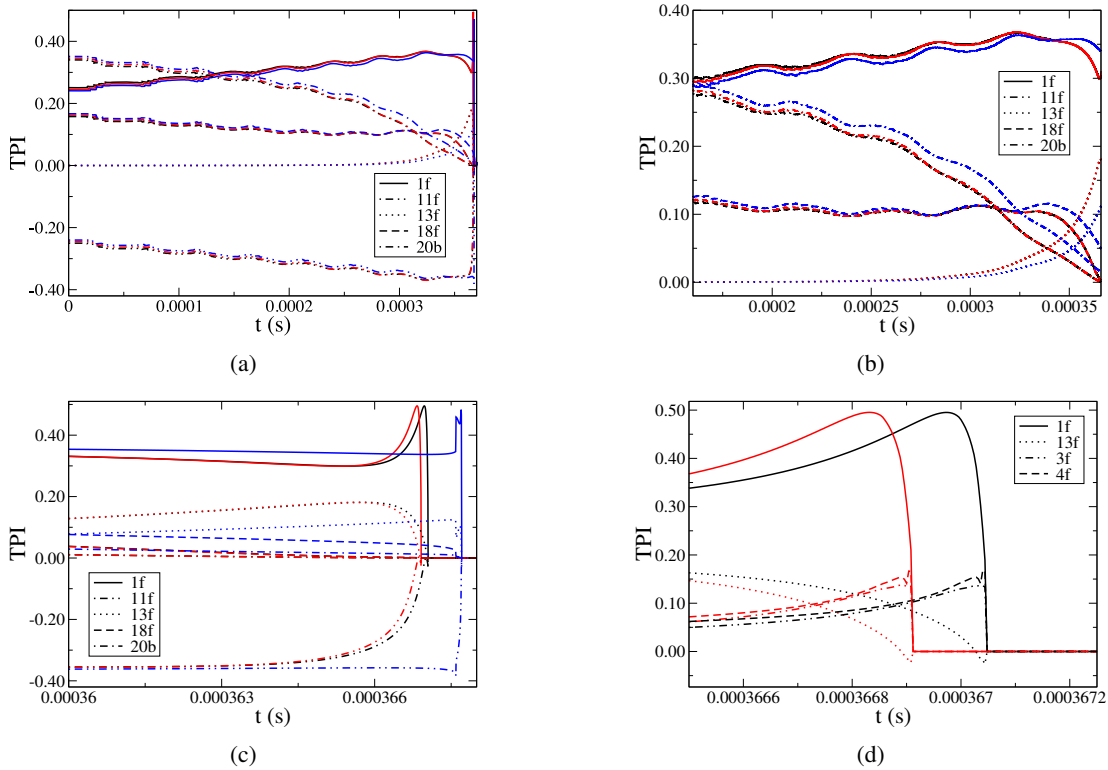 0.40
0.20
0.00
-0.20
-0.40
TPI
1f
11f
13f
18f
20b
0
0.0001
0.0002
0.0003
t (s)
(a)
0.40
0.30
0.20
0.10
0.00
TPI
1f
11f
13f
18f
20b
0.0002
0.00025
0.0003
0.00035
t (s)
(b)
0.40
0.20
0.00
-0.20
-0.40
TPI
1f
11f
13f
18f
20b
0.00036
0.000363
0.000366
t (s)
(c)
0.50
0.40
0.30
0.20
0.10
0.00
TPI
1f
13f
3f
4f
0.0003666
0.0003668
0.000367
0.0003672
t (s)
(d)